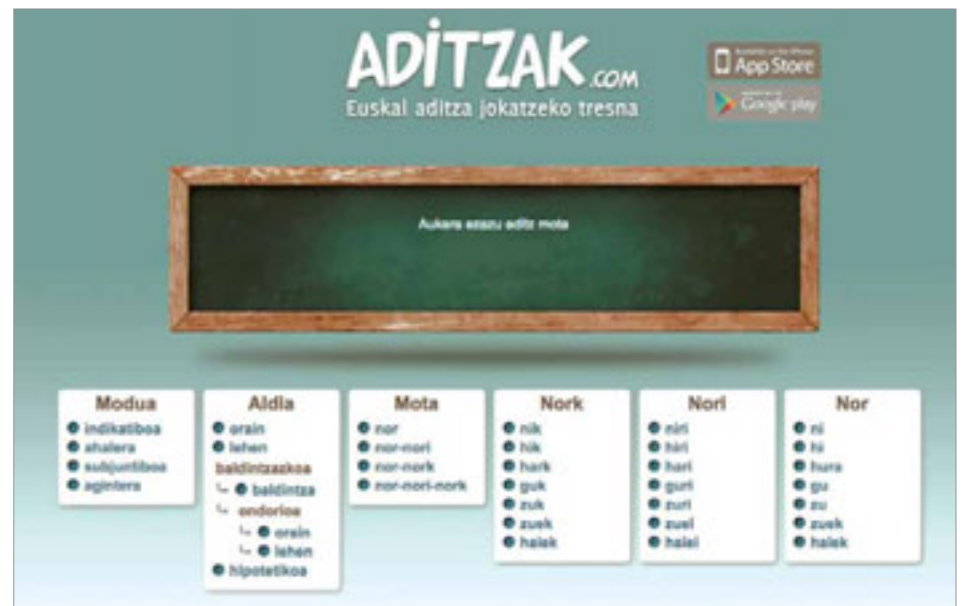 ADITZAK.COM
Euskal aditza jokatzeko tresna
App Store
Google play
Aukera ezazu aditz mota
Modua
indikatiboa
ahalera
subjuntiboa
agintera
Aldia
orain
lehen
baldintzazkoa
baldintza
ondorioa
orain
lehen
hipotetikoa
Mota
nor
nor-nori
nor-nork
nor-nori-nork
Nork
nik
hik
hark
guk
zuk
zuek
haiek
Nori
niri
hiri
hari
guri
zuri
zuei
haiei
Nor
ni
hi
hura
gu
zu
zuek
haiek